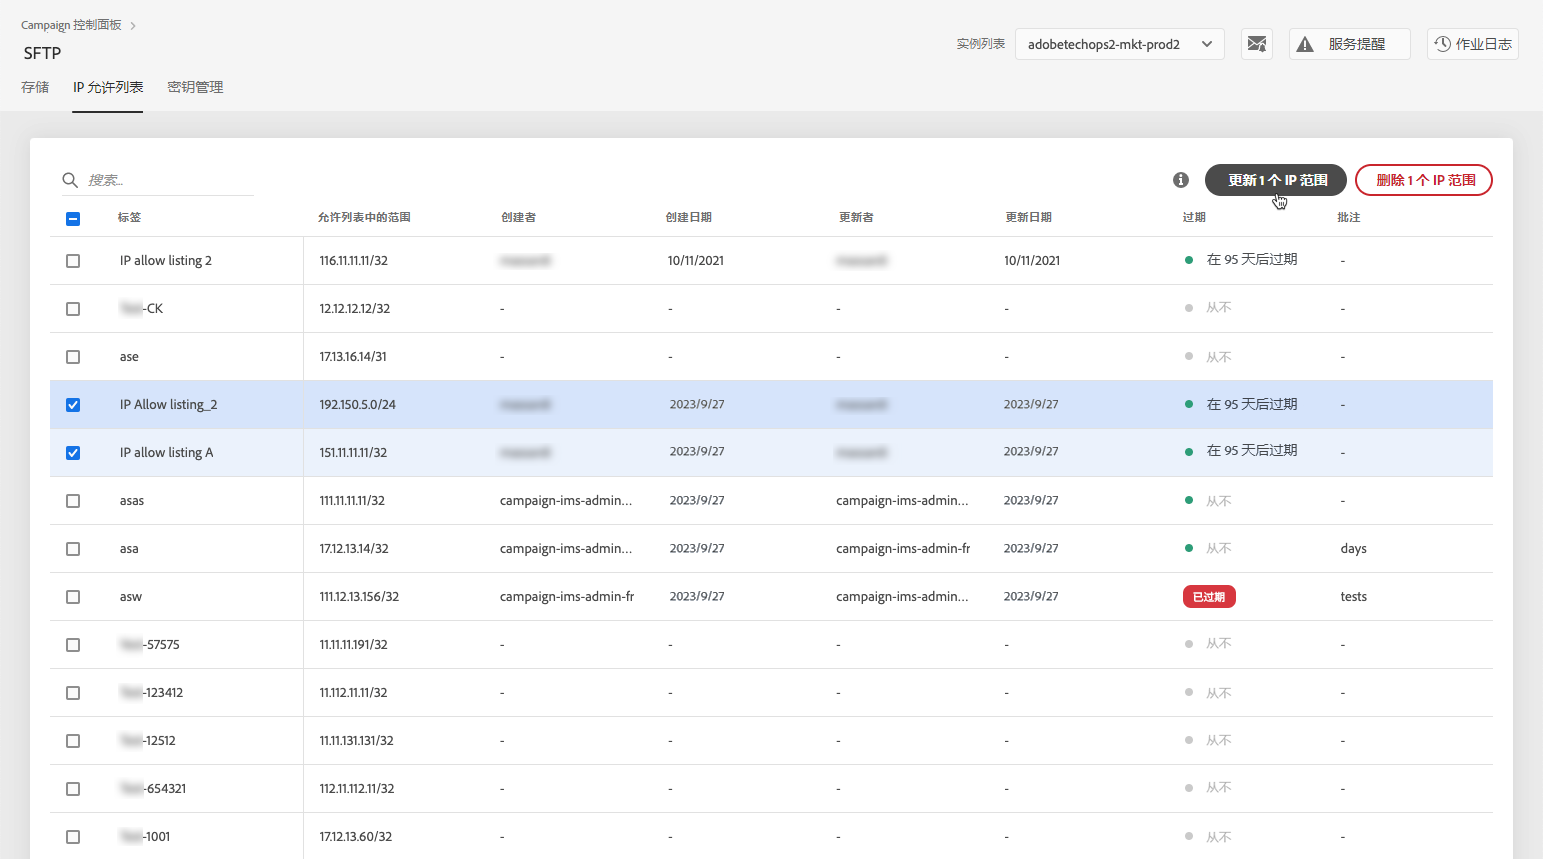 Campaign 控制面板
SFTP
实例列表 adobetechops2-mkt-prod2 服务提醒 作业日志
存储 IP 允许列表 密钥管理
搜索... 更新 1 个 IP 范围 删除 1 个 IP 范围
标签 允许列表中的范围 创建者 创建日期 更新者 更新日期 过期 批注
IP allow listing 2 116.11.11.11/32 10/11/2021 10/11/2021 在 95 天后过期 -
-CK 12.12.12.12/32 - - - - 从不 -
ase 17.13.16.14/31 - - - - 从不 -
IP Allow listing_2 192.150.5.0/24 2023/9/27 2023/9/27 在 95 天后过期 -
IP allow listing A 151.11.11.11/32 2023/9/27 2023/9/27 在 95 天后过期 -
asas 111.11.11.11/32 campaign-ims-admin... 2023/9/27 campaign-ims-admin... 2023/9/27 从不 -
asa 17.12.13.14/32 campaign-ims-admin... 2023/9/27 campaign-ims-admin-fr 2023/9/27 从不 days
asw 111.12.13.156/32 campaign-ims-admin-fr 2023/9/27 campaign-ims-admin... 2023/9/27 已过期 tests
-57575 11.11.11.191/32 - - - - 从不 -
-123412 11.112.11.11/32 - - - - 从不 -
-12512 11.11.131.131/32 - - - - 从不 -
-654321 112.11.112.11/32 - - - - 从不 -
-1001 17.12.13.60/32 - - - - 从不 -